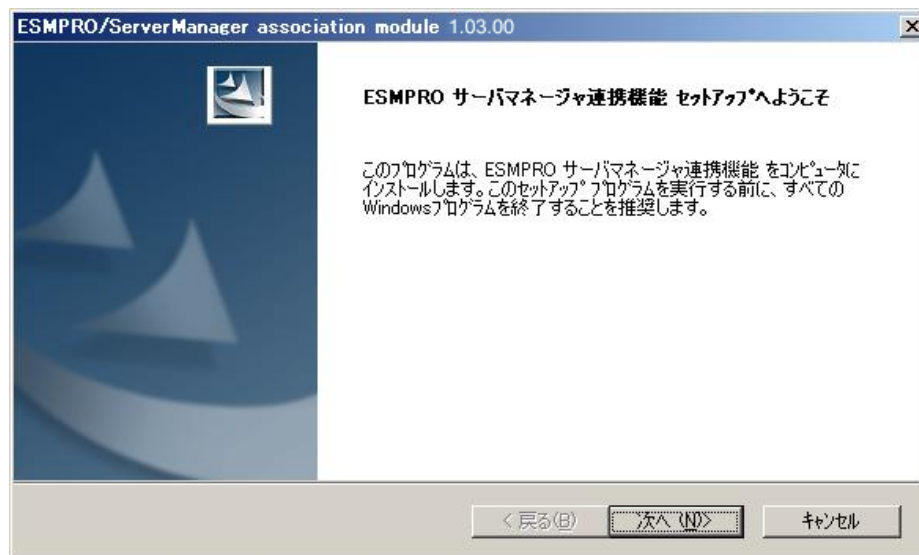 ESMPRO/ServerManager association module 1.03.00
ESMPRO サーバマネージャ連携機能 セットアップへようこそ
このプログラムは、ESMPRO サーバマネージャ連携機能 をコンピュータに
インストールします。このセットアップ プログラムを実行する前に、すべての
Windowsプログラムを終了することを推奨します。
< 戻る(B)
次へ (N)>
キャンセル